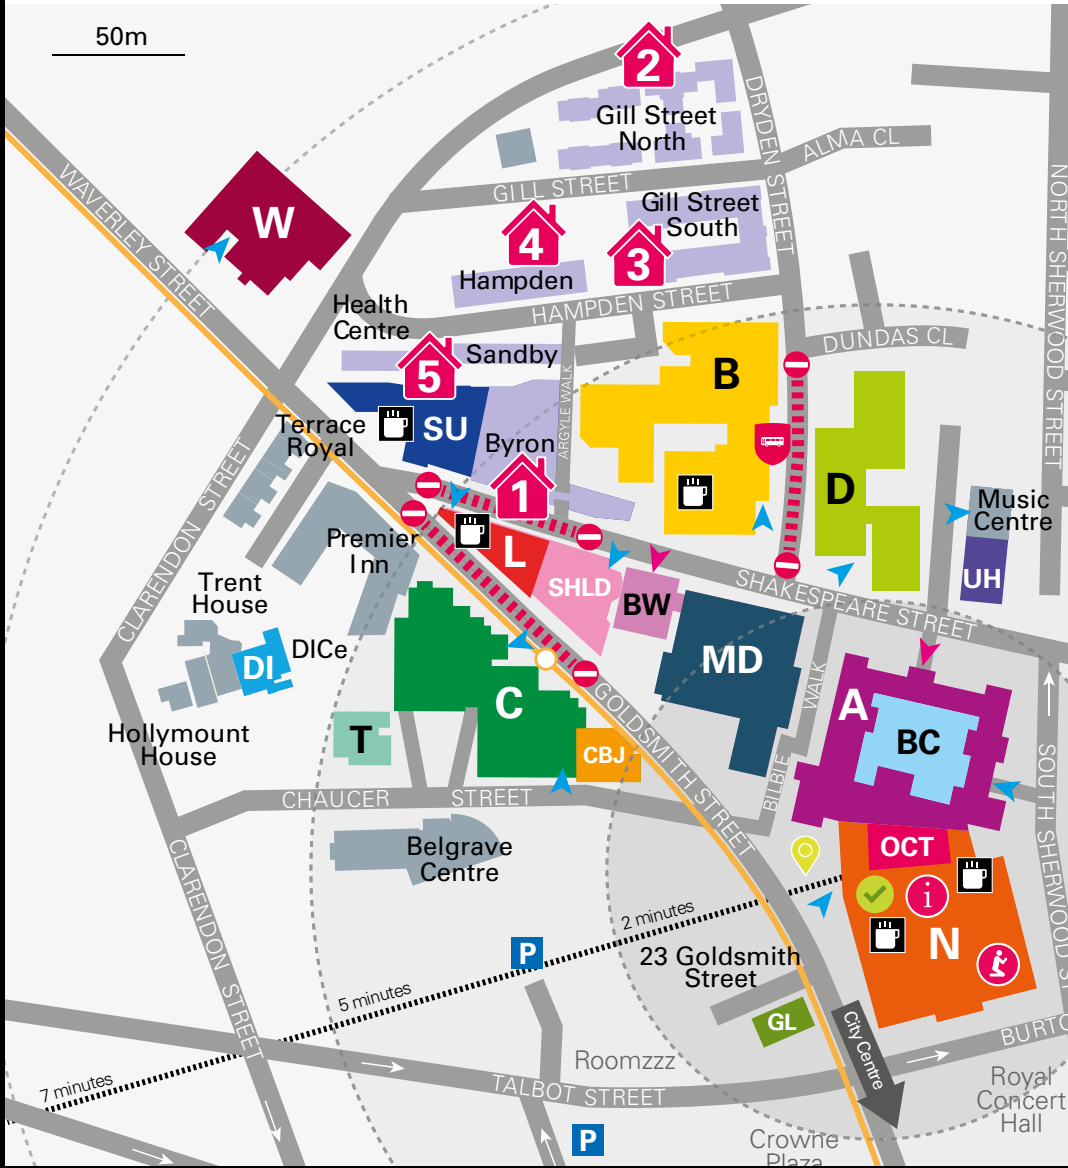 50m
2
Gill Street
North
DRYDEN STREET
ALMA CL
GILL STREET
WAVERLEY STREET
W
NORTH SHERWOOD STREET
Gill Street
South
4
3
Hampden
HAMPDEN STREET
Health
Centre
DUNDAS CL
5
Sandby
B
ARGYLE WALK
SU
Terrace
Royal
Byron
1
D
CLARENDON STREET
Music
Centre
Premier
Inn
L
SHLD
BW
UH
SHAKESPEARE STREET
Trent
House
DI
DICe
MD
A
BC
C
T
CBJ
Hollymount
House
GOLDSMITH STREET
BILBIE WALK
CHAUCER STREET
SOUTH SHERWOOD S
Belgrave
Centre
OCT
i
N
CLARENDON STREET
2 minutes
P
23 Goldsmith
Street
5 minutes
GL
City Centre
BURTO
Roomzzz
7 minutes
TALBOT STREET
Royal
Concert
Hall
P
Crowne
Plaza